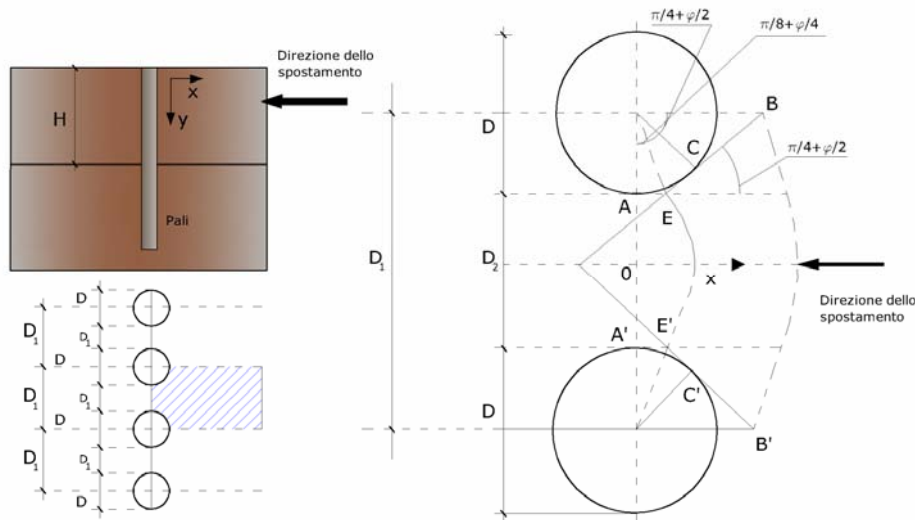 Direzione dello
spostamento
H
x
y
Pali
D
D1
D1
D
D1
D1
D
D1
D1
D
D1
π/4+φ/2
π/8+φ/4
B
D
C
π/4+φ/2
A
E
D1
D2
0
x
Direzione dello
spostamento
E'
A'
D
C'
B'